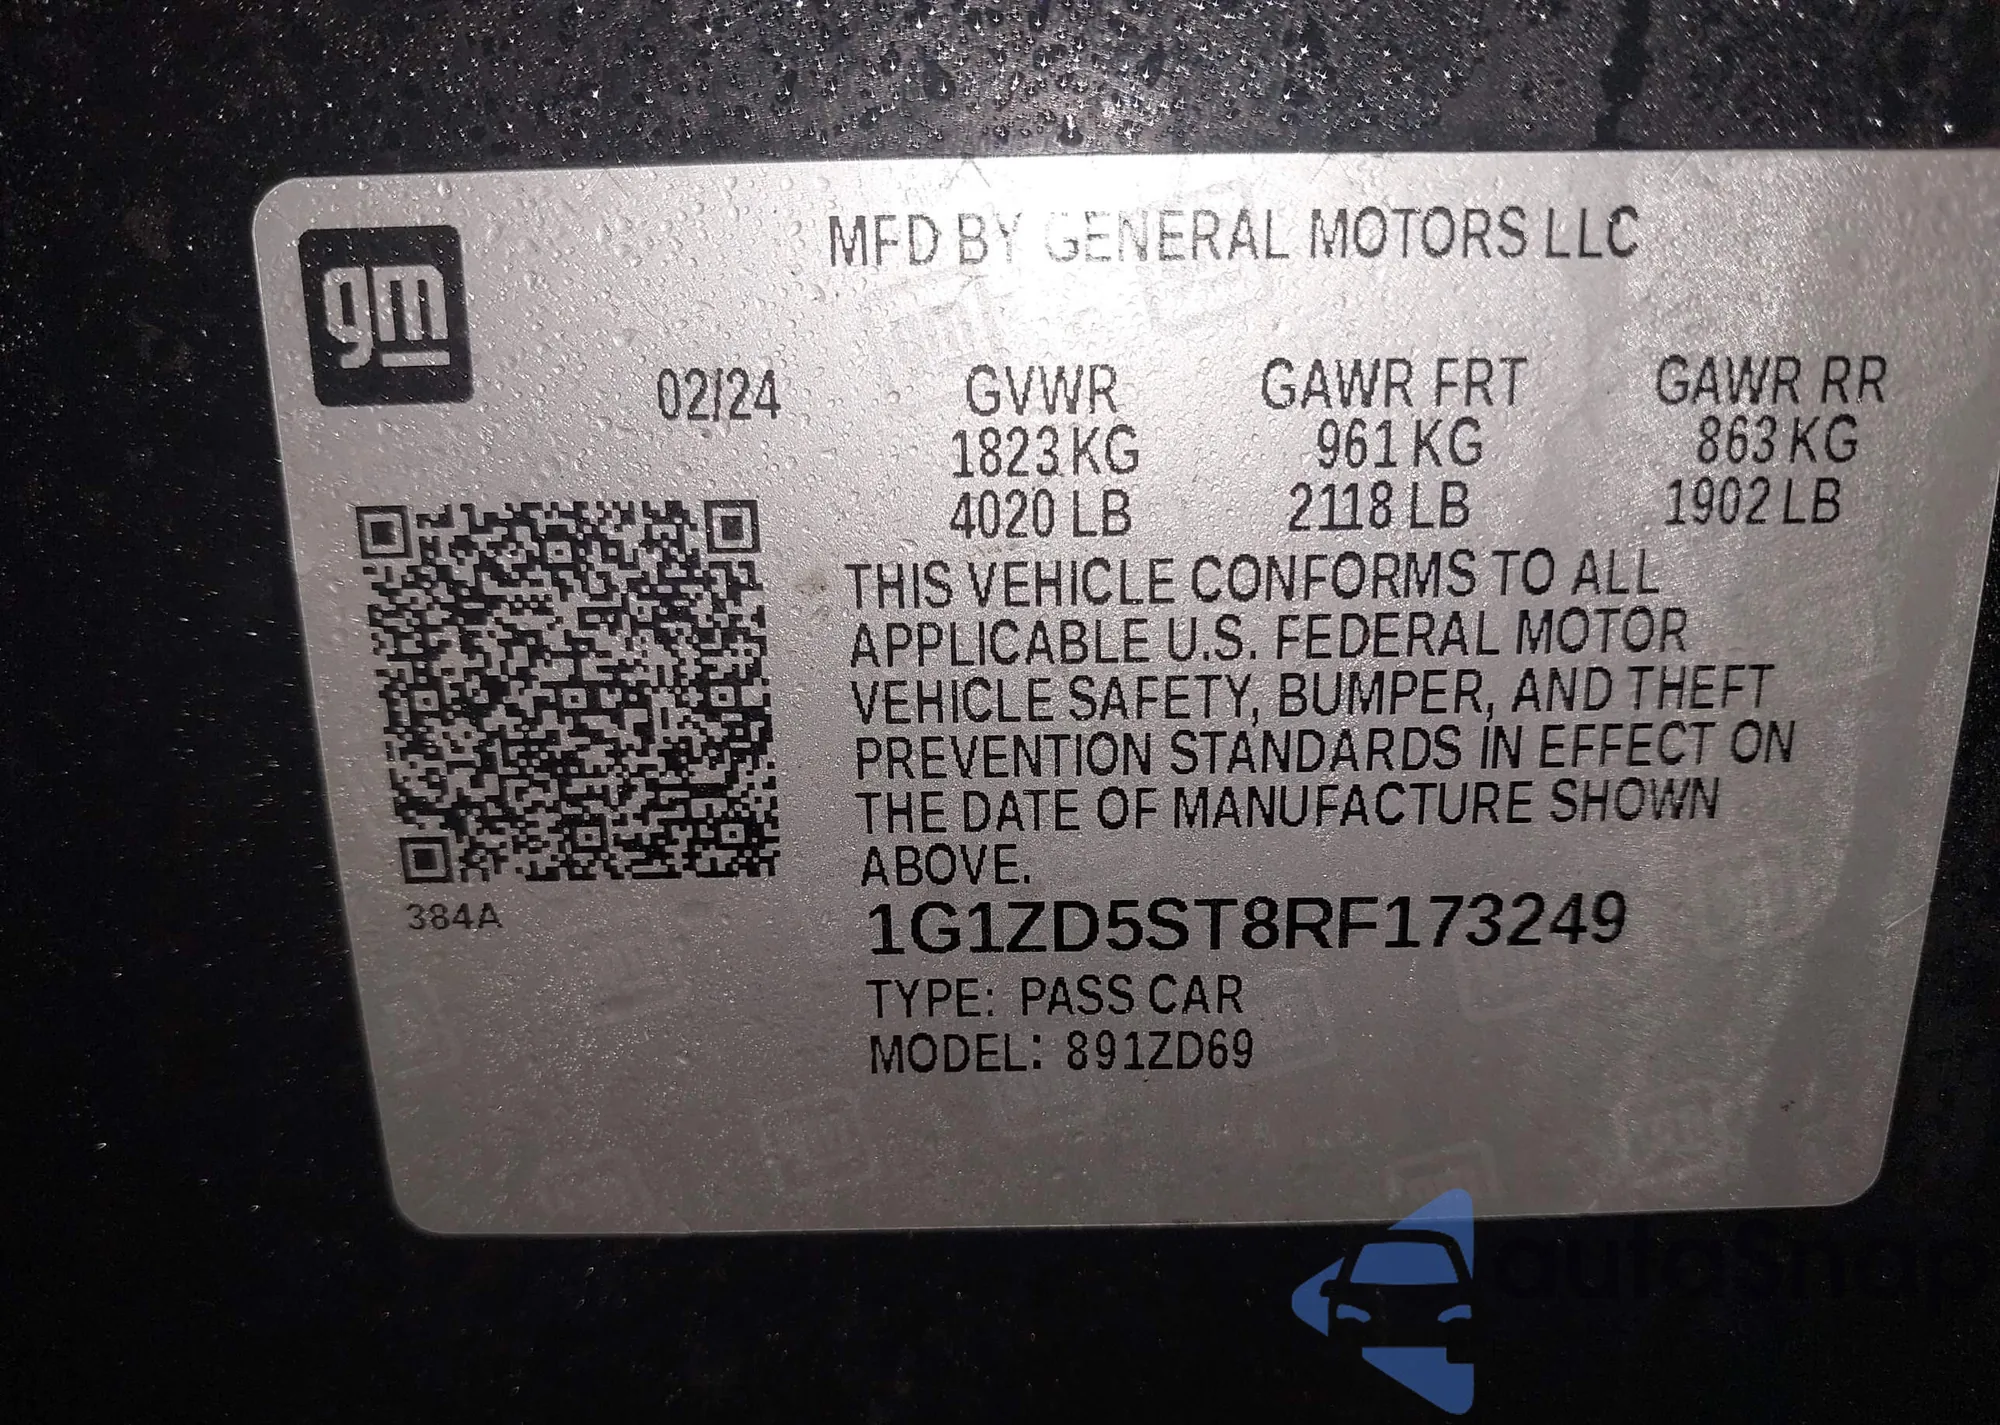 gm
MFD BY GENERAL MOTORS LLC
02/24
GVWR GAWR FRT GAWR RR
1823 KG 961 KG 863 KG
4020 LB 2118 LB 1902 LB
THIS VEHICLE CONFORMS TO ALL
APPLICABLE U.S. FEDERAL MOTOR
VEHICLE SAFETY, BUMPER, AND THEFT
PREVENTION STANDARDS IN EFFECT ON
THE DATE OF MANUFACTURE SHOWN
ABOVE.
384A
1G1ZD5ST8RF173249
TYPE: PASS CAR
MODEL: 891ZD69